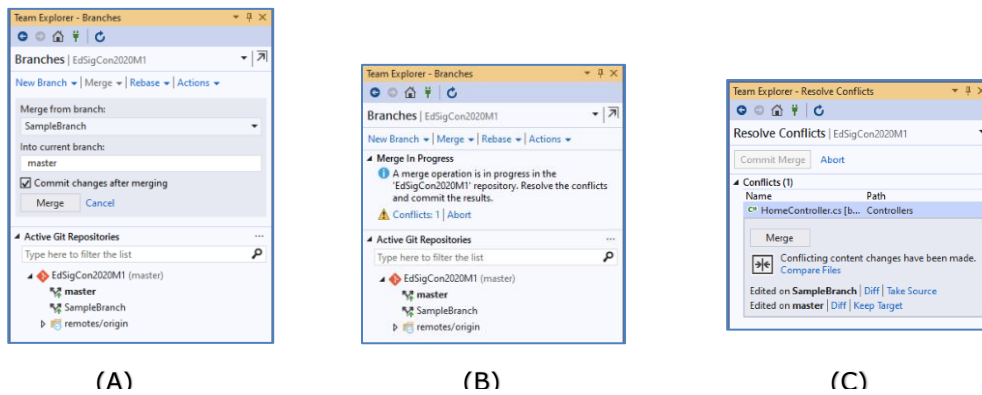 Team Explorer - Branches
Branches | EdSigCon2020M1
New Branch | Merge | Rebase | Actions
Merge from branch:
SampleBranch
Into current branch:
master
Commit changes after merging
Merge Cancel
Active Git Repositories
Type here to filter the list
EdSigCon2020M1 (master)
master
SampleBranch
remotes/origin
(A)
Team Explorer - Branches
Branches | EdSigCon2020M1
New Branch | Merge | Rebase | Actions
Merge In Progress
A merge operation is in progress in the
'EdSigCon2020M1' repository. Resolve the conflicts
and commit the results.
Conflicts: 1 | Abort
Active Git Repositories
Type here to filter the list
EdSigCon2020M1 (master)
master
SampleBranch
remotes/origin
(B)
Team Explorer - Resolve Conflicts
Resolve Conflicts | EdSigCon2020M1
Commit Merge Abort
Conflicts (1)
Name Path
C# HomeController.cs [b... Controllers
Merge
Conflicting content changes have been made.
Compare Files
Edited on SampleBranch | Diff | Take Source
Edited on master | Diff | Keep Target
(C)